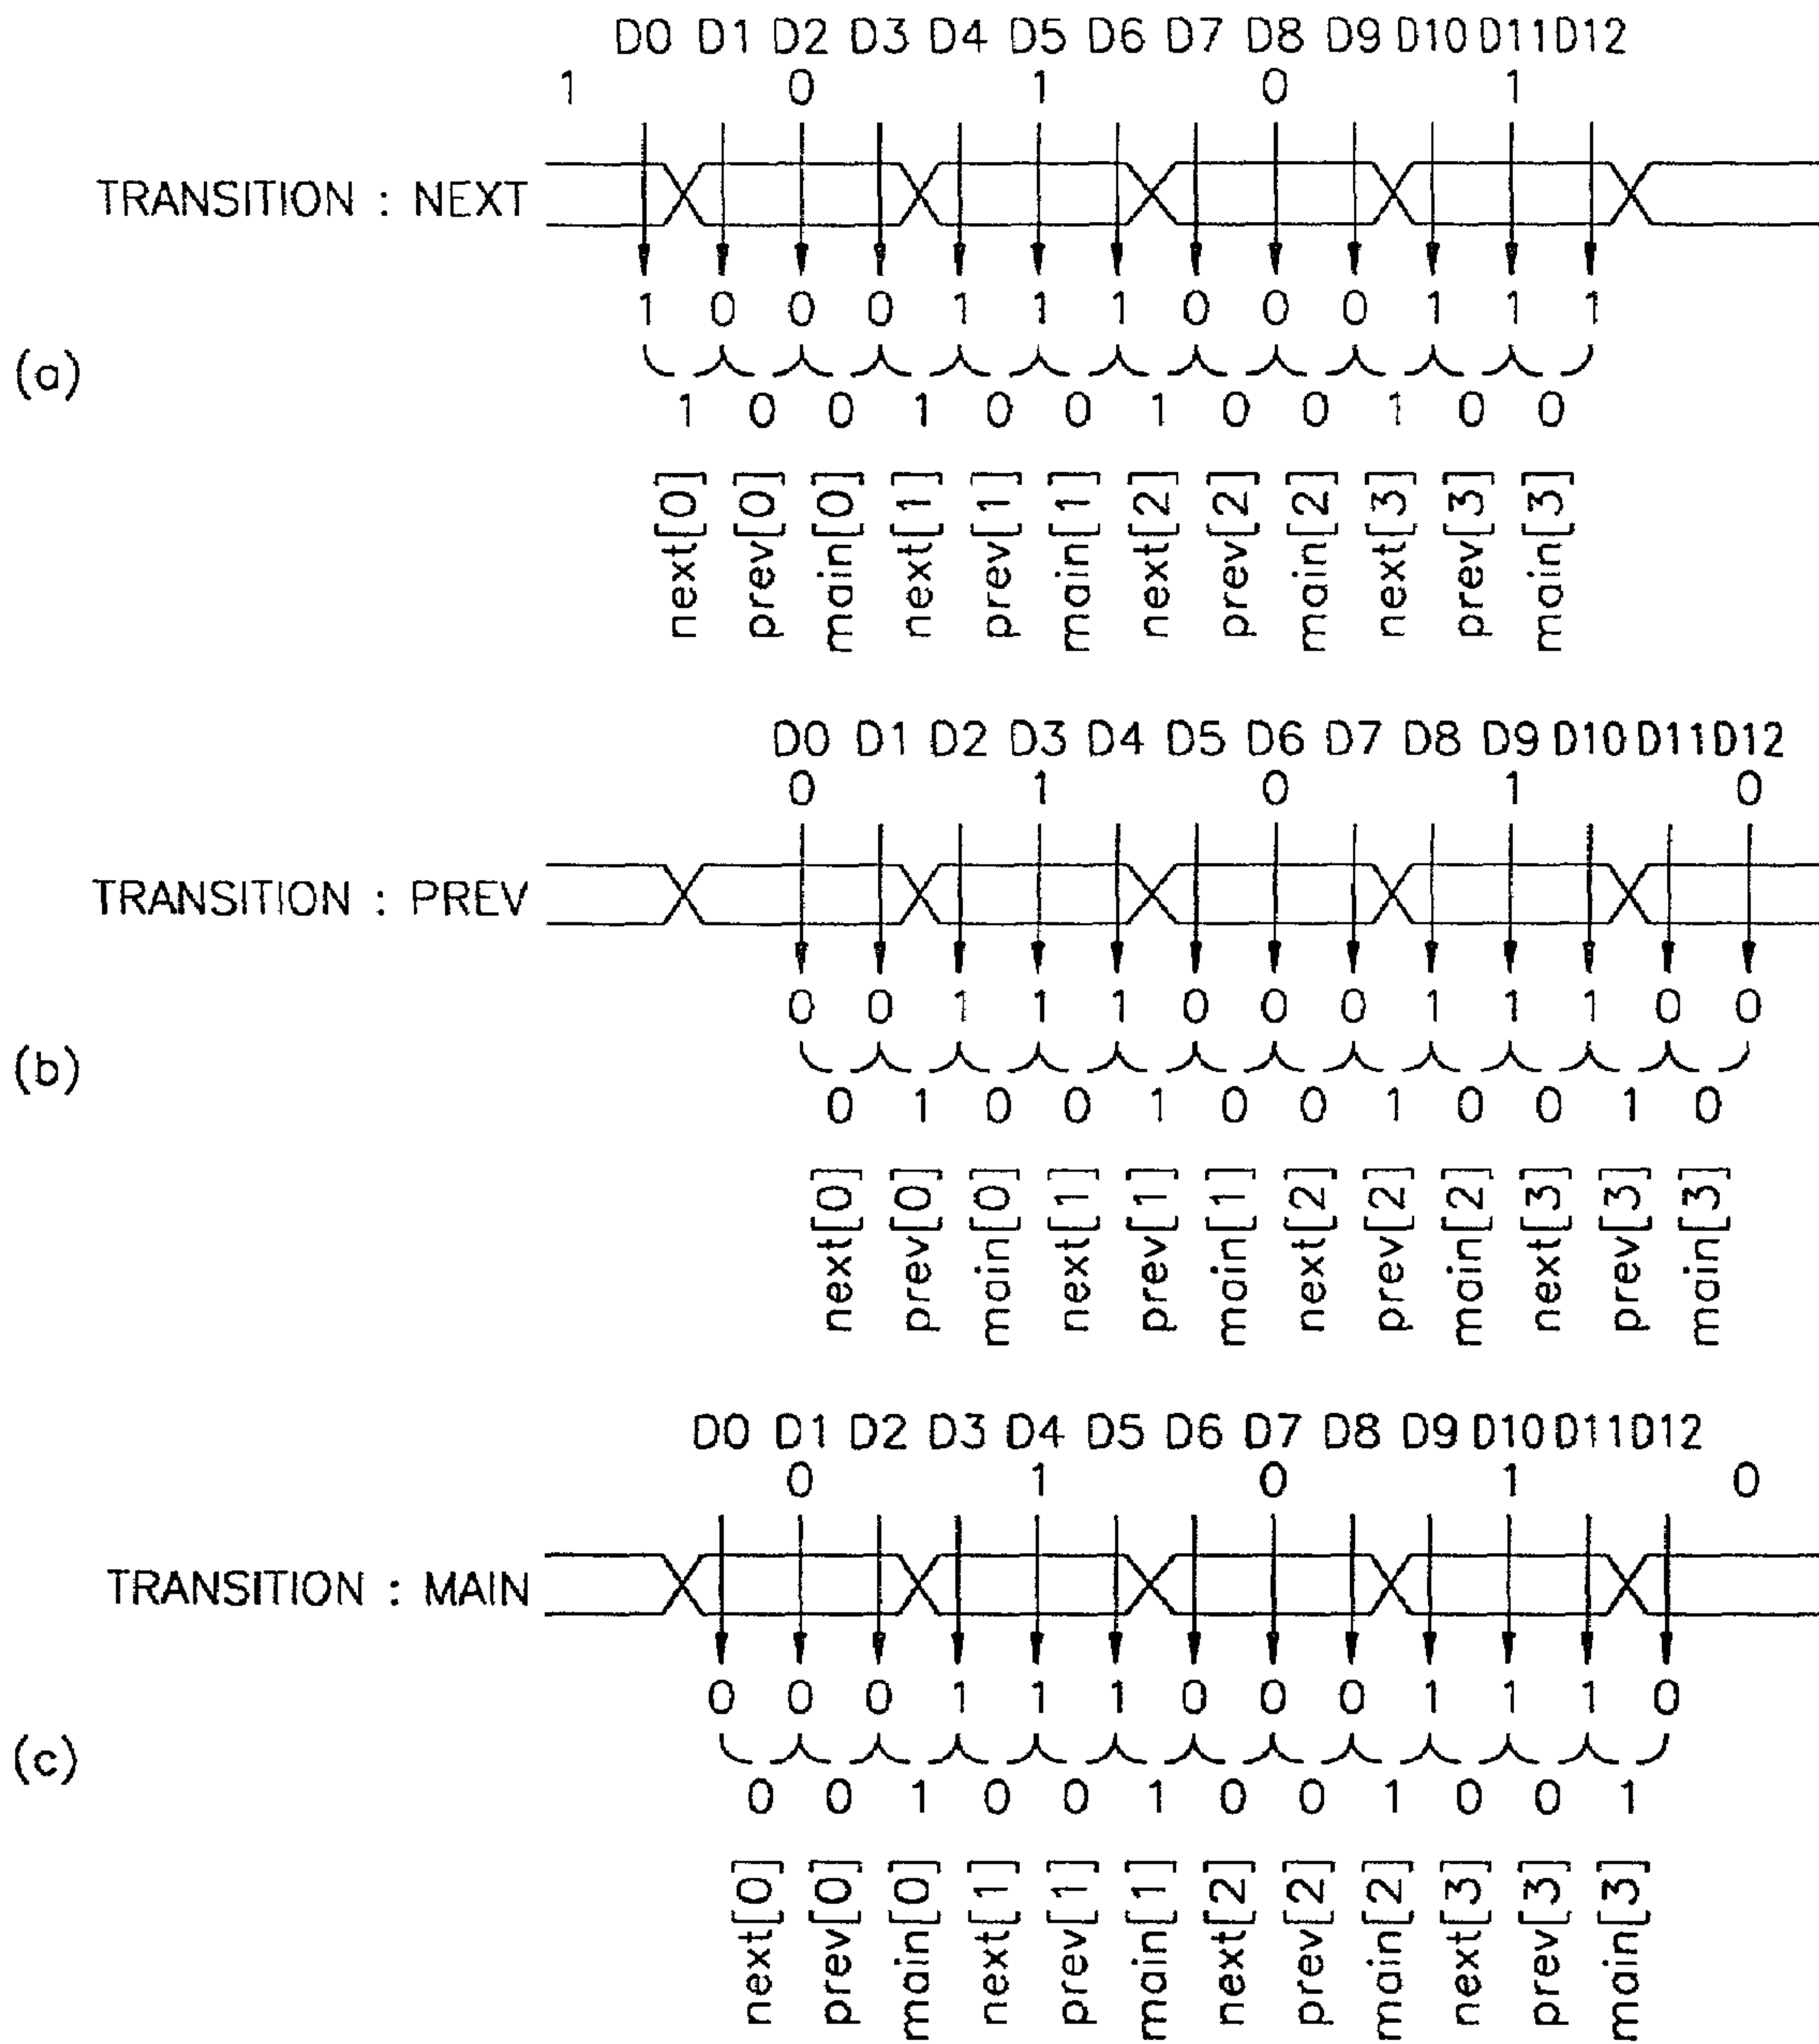 D0 D1 D2 D3 D4 D5 D6 D7 D8 D9 D10 D11 D12
1 0 1 0 1
TRANSITION : NEXT
1 0 0 0 1 1 1 0 0 0 1 1 1
(a)
1 0 0 1 0 0 1 0 0 1 0 0
next[0] prev[0] main[0] next[1] prev[1] main[1] next[2] prev[2] main[2] next[3] prev[3] main[3]
D0 D1 D2 D3 D4 D5 D6 D7 D8 D9 D10 D11 D12
0 1 0 1 0
TRANSITION : PREV
0 0 1 1 1 0 0 0 1 1 1 0 0
(b)
0 1 0 0 1 0 0 1 0 0 1 0
next[0] prev[0] main[0] next[1] prev[1] main[1] next[2] prev[2] main[2] next[3] prev[3] main[3]
D0 D1 D2 D3 D4 D5 D6 D7 D8 D9 D10 D11 D12
0 1 0 1 0
TRANSITION : MAIN
0 0 0 1 1 1 0 0 0 1 1 1 0
(c)
0 0 1 0 0 1 0 0 1 0 0 1
next[0] prev[0] main[0] next[1] prev[1] main[1] next[2] prev[2] main[2] next[3] prev[3] main[3]